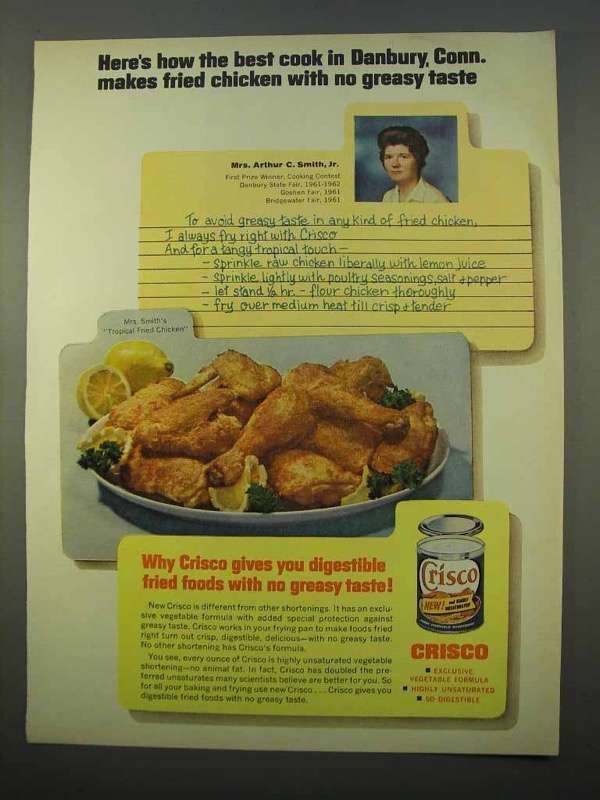 Here's how the best cook in Danbury, Conn.
makes fried chicken with no greasy taste
Mrs. Arthur C. Smith, Jr.
First Prize Winner, Cooking Contest
Danbury State Fair, 1961-1962
Goshen Fair, 1961
Bridgewater Fair, 1961
To avoid greasy taste in any kind of fried chicken,
I always fry right with Crisco
And for a tangy tropical touch —
- sprinkle raw chicken liberally with lemon juice
- sprinkle lightly with poultry seasonings, salt & pepper
- let stand ½ hr. - flour chicken thoroughly
- fry over medium heat till crisp & tender
Mrs. Smith's
"Tropical Fried Chicken"
Why Crisco gives you digestible
fried foods with no greasy taste!
New Crisco is different from other shortenings. It has an exclu-
sive vegetable formula with added special protection against
greasy taste. Crisco works in your frying pan to make foods fried
right turn out crisp, digestible, delicious—with no greasy taste.
No other shortening has Crisco's formula.
You see, every ounce of Crisco is highly unsaturated vegetable
shortening—no animal fat. In fact, Crisco has doubled the pre-
ferred unsaturates many scientists believe are better for you. So
for all your baking and frying use new Crisco . . . Crisco gives you
digestible fried foods with no greasy taste.
Crisco
NEW!
CRISCO
■ EXCLUSIVE
VEGETABLE FORMULA
■ HIGHLY UNSATURATED
■ SO DIGESTIBLE